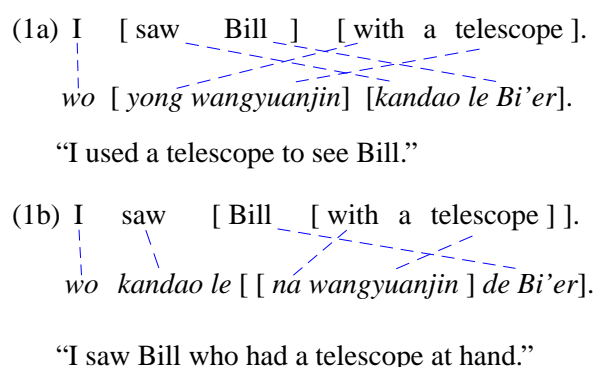 (1a) I [ saw Bill ] [ with a telescope ].
wo [ yong wangyuanjin] [kandao le Bi’er].
“I used a telescope to see Bill.”
(1b) I saw [ Bill [ with a telescope ] ].
wo kandao le [ [ na wangyuanjin ] de Bi’er].
“I saw Bill who had a telescope at hand.”